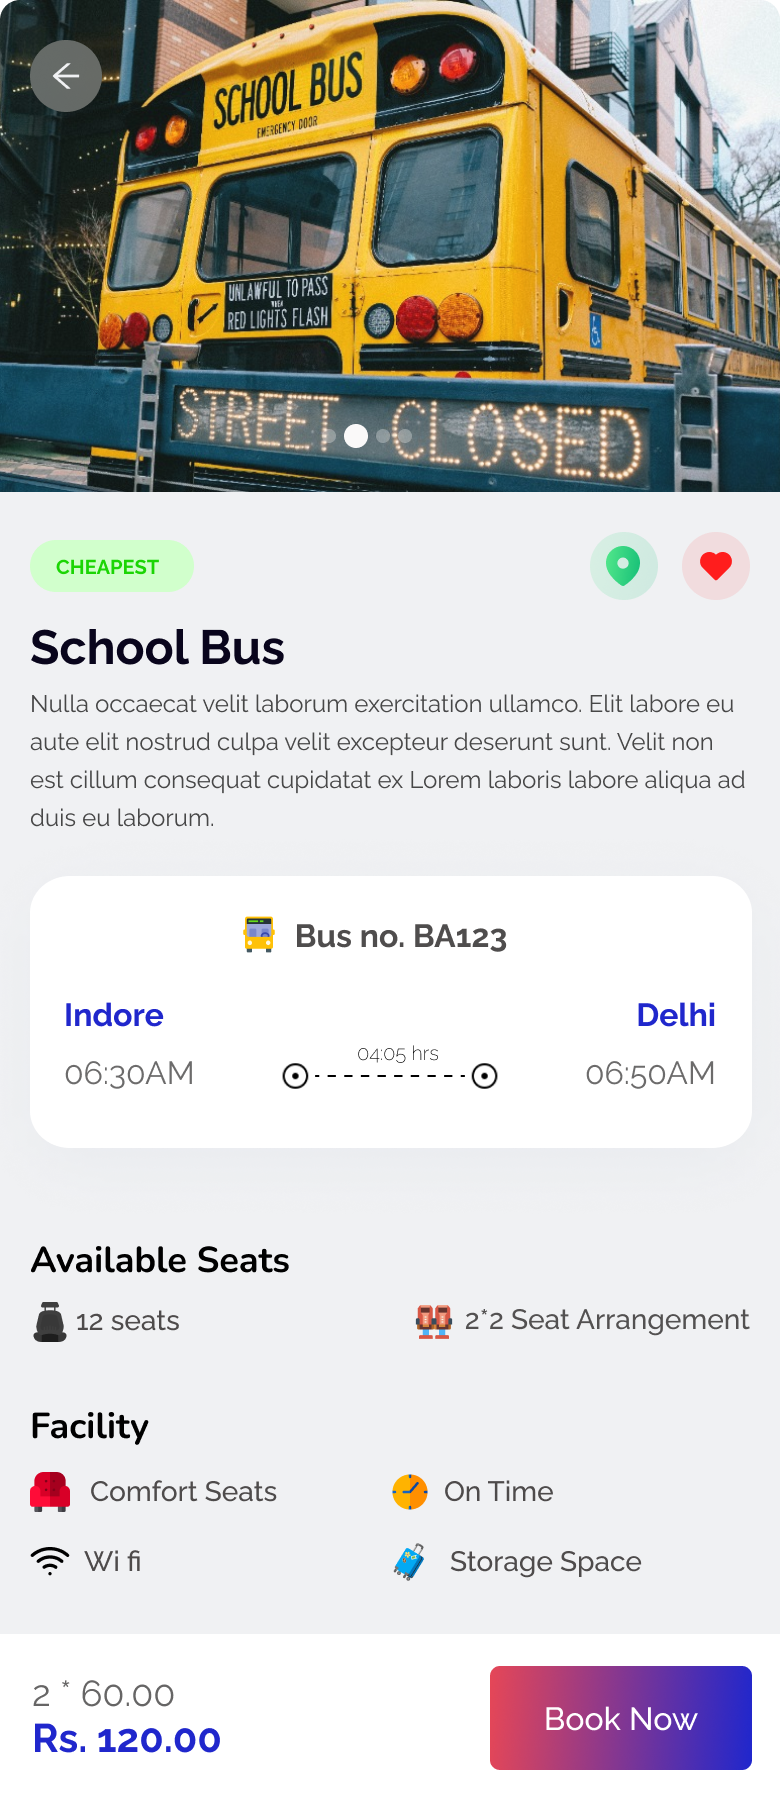 SCHOOL BUS
EMERGENCY DOOR
UNLAWFUL TO PASS
WHEN
RED LIGHTS FLASH
STREET CLOSED
CHEAPEST
School Bus
Nulla occaecat velit laborum exercitation ullamco. Elit labore eu
aute elit nostrud culpa velit excepteur deserunt sunt. Velit non
est cillum consequat cupidatat ex Lorem laboris labore aliqua ad
duis eu laborum.
Bus no. BA123
Indore
Delhi
04:05 hrs
06:30AM
06:50AM
Available Seats
12 seats
2*2 Seat Arrangement
Facility
Comfort Seats
On Time
Wi fi
Storage Space
2 * 60.00
Rs. 120.00
Book Now